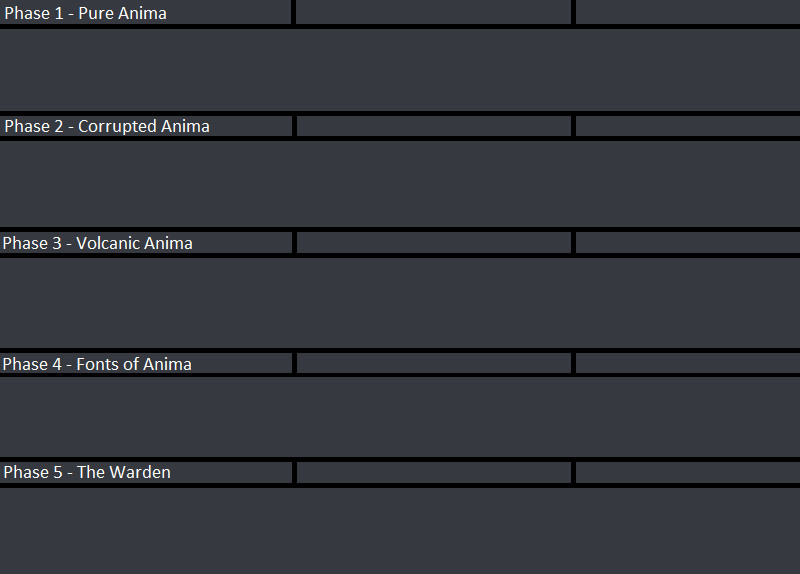 Phase 1 - Pure Anima
Phase 2 - Corrupted Anima
Phase 3 - Volcanic Anima
Phase 4 - Fonts of Anima
Phase 5 - The Warden